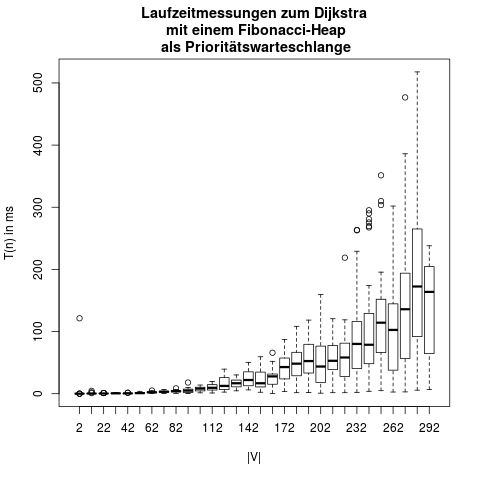 Laufzeitmessungen zum Dijkstra
mit einem Fibonacci-Heap
als Prioritätswarteschlange
T(n) in ms
500
400
300
200
100
0
2 22 42 62 82 112 142 172 202 232 262 292
|V|